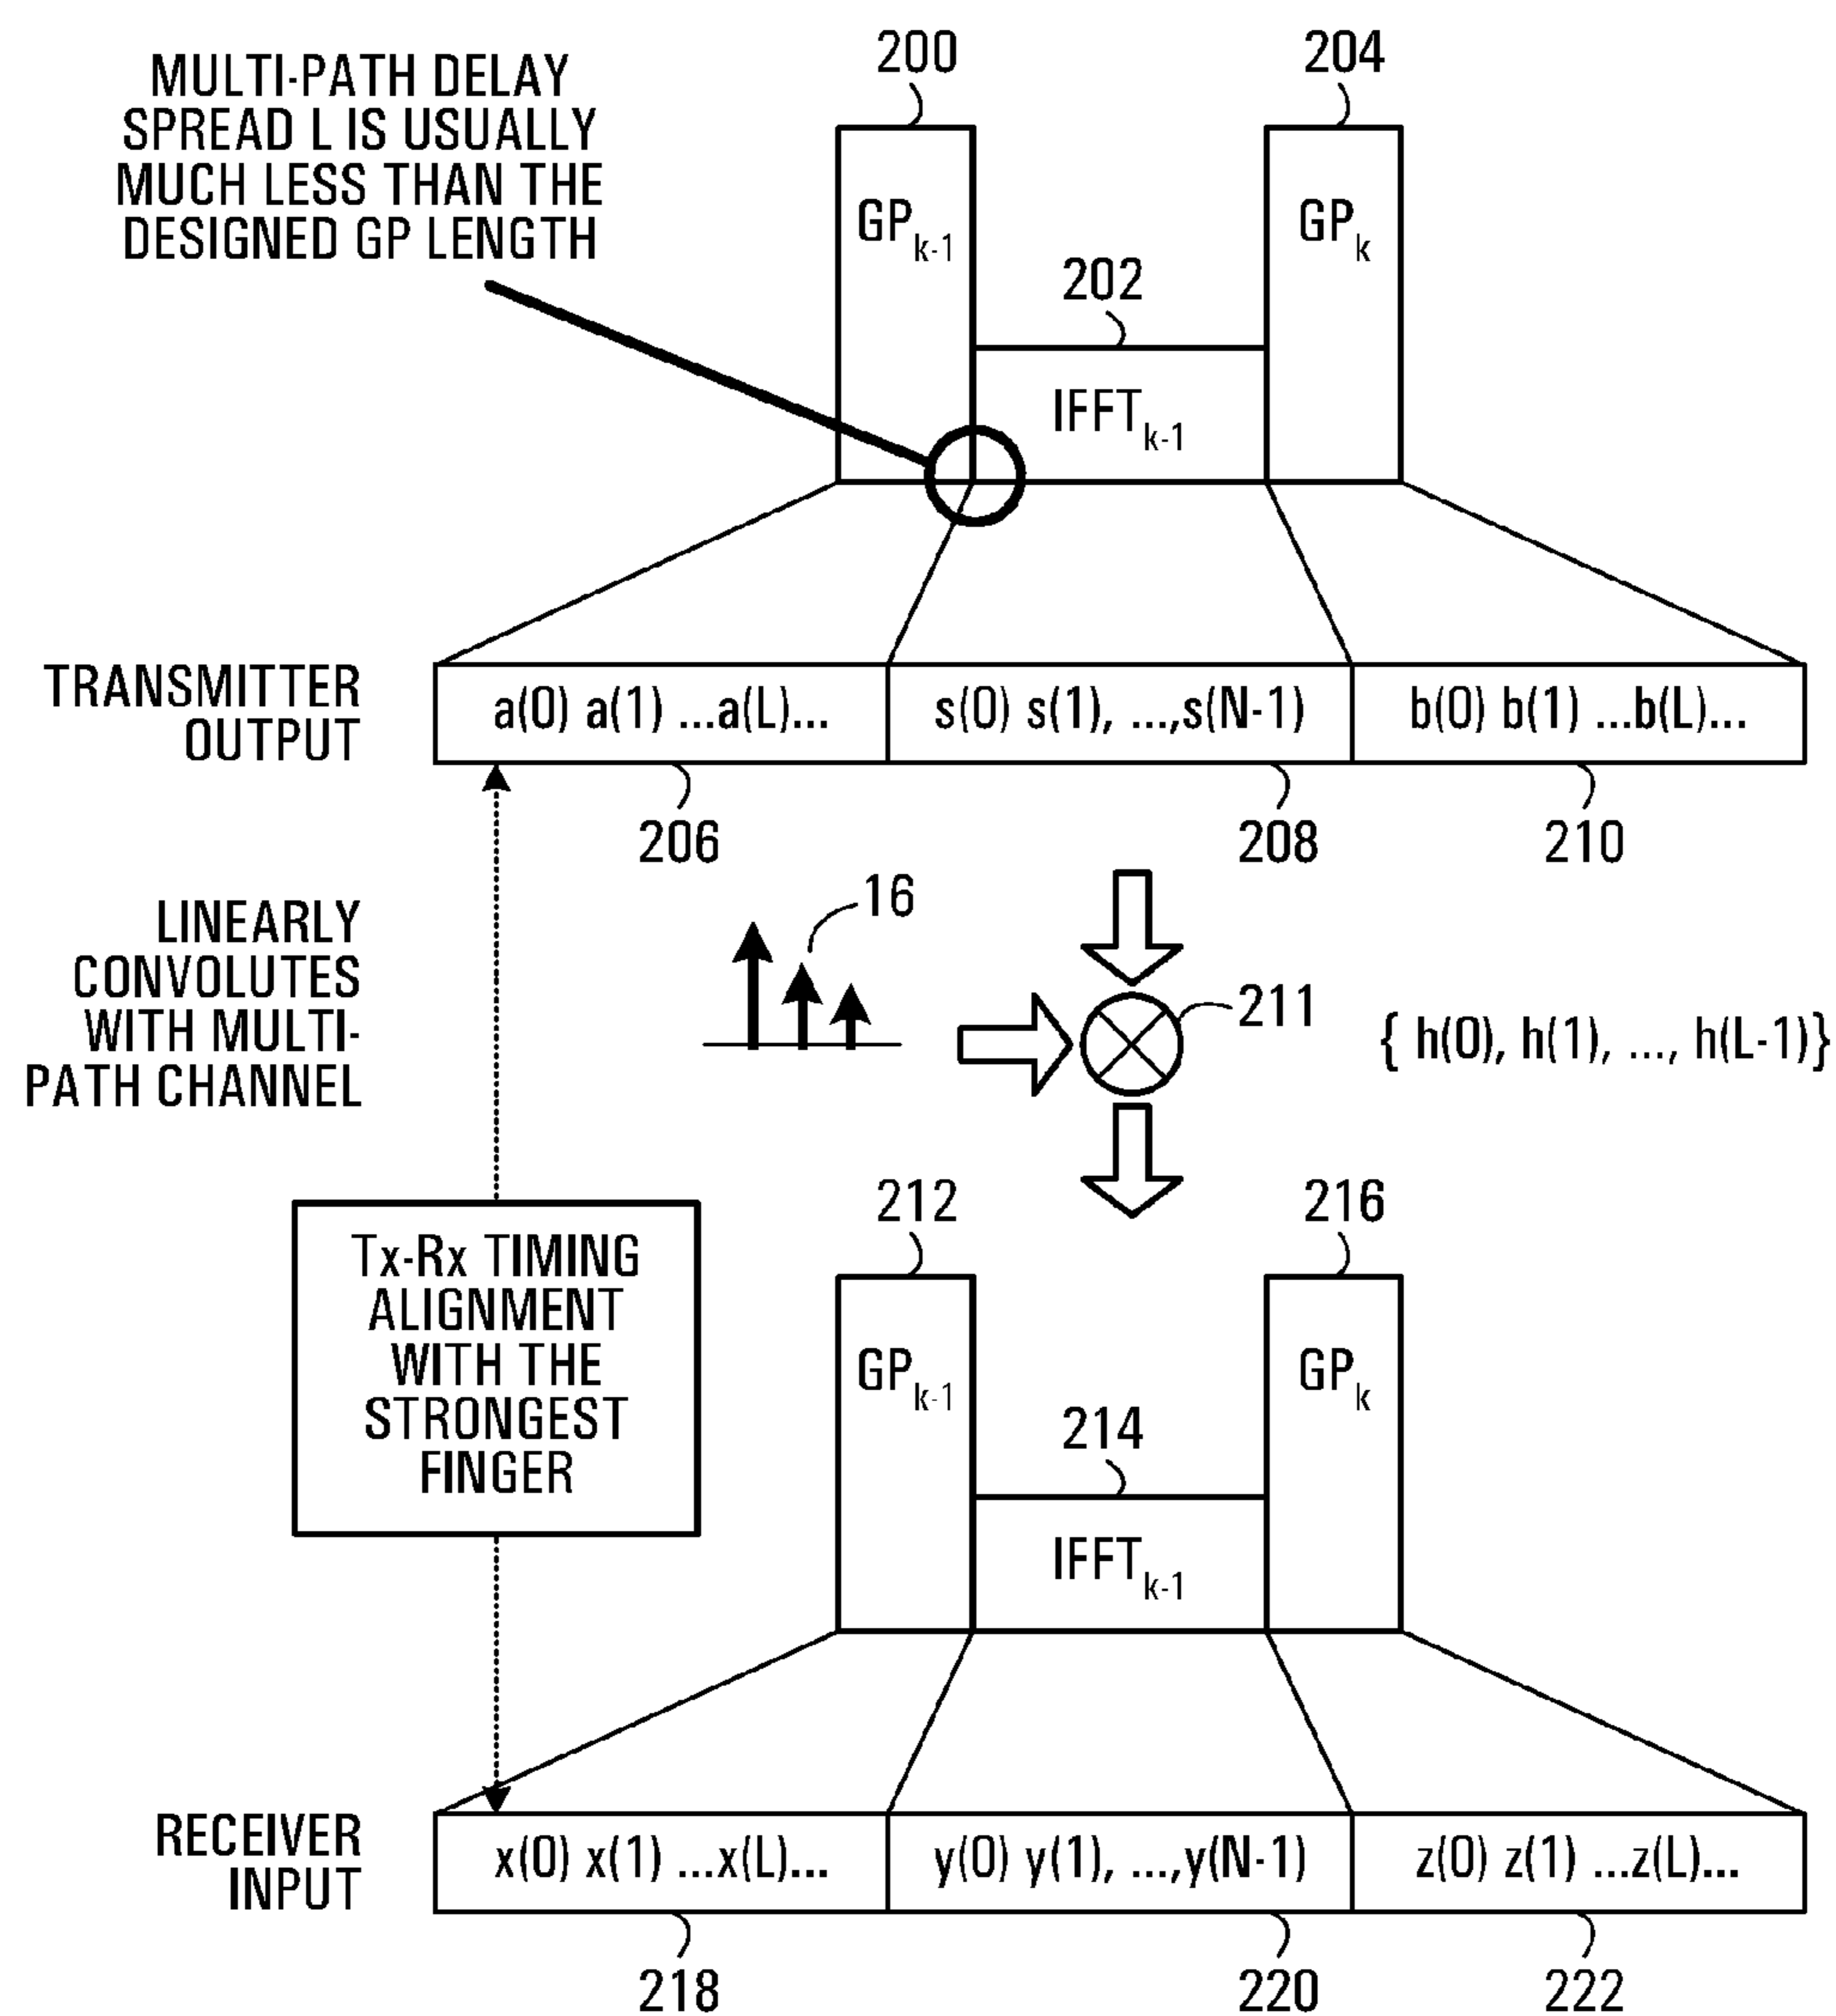 200
204
MULTI-PATH DELAY
SPREAD L IS USUALLY
MUCH LESS THAN THE
DESIGNED GP LENGTH
GPk-1
GPk
202
IFFTk-1
TRANSMITTER
OUTPUT
a(0) a(1) ...a(L)...
s(0) s(1), ...,s(N-1)
b(0) b(1) ...b(L)...
206
208
210
LINEARLY
CONVOLUTES
WITH MULTI-
PATH CHANNEL
16
211
{ h(0), h(1), ..., h(L-1)}
212
216
Tx-Rx TIMING
ALIGNMENT
WITH THE
STRONGEST
FINGER
GPk-1
GPk
214
IFFTk-1
RECEIVER
INPUT
x(0) x(1) ...x(L)...
y(0) y(1), ...,y(N-1)
z(0) z(1) ...z(L)...
218
220
222